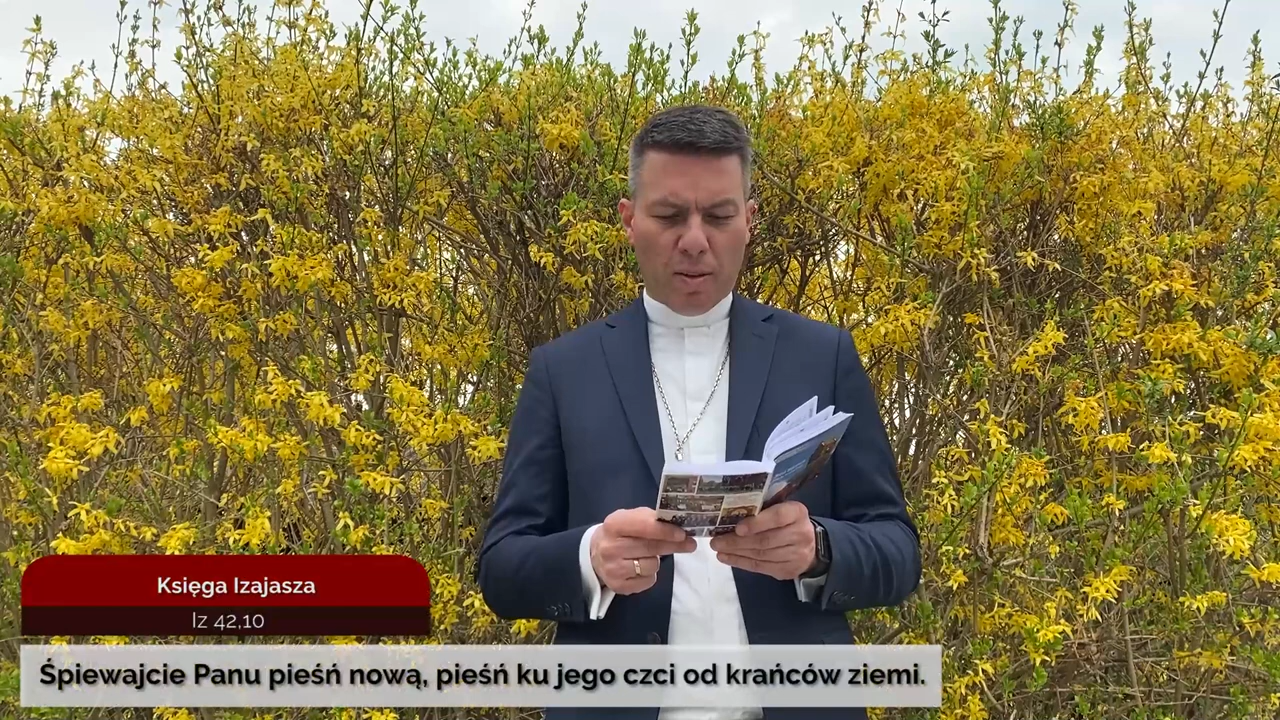 Księga Izajasza
Iz 42,10
Śpiewajcie Panu pieśń nową, pieśń ku jego czci od krańców ziemi.